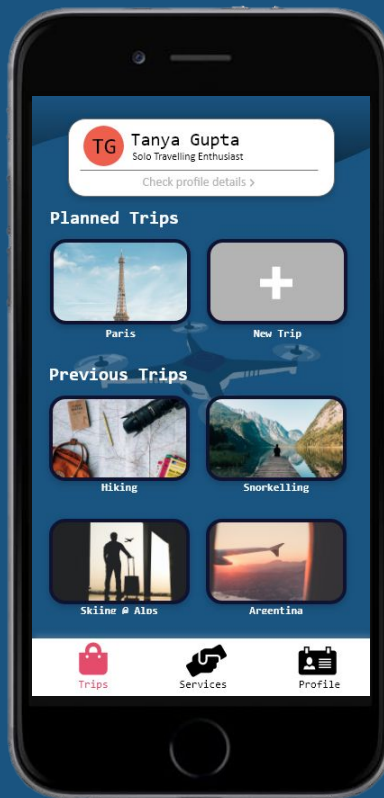 TG
Tanya Gupta
Solo Travelling Enthusiast
Check profile details >
Planned Trips
Paris
New Trip
Previous Trips
Hiking
Snorkelling
Skiing @ Alps
Argentina
Trips
Services
Profile